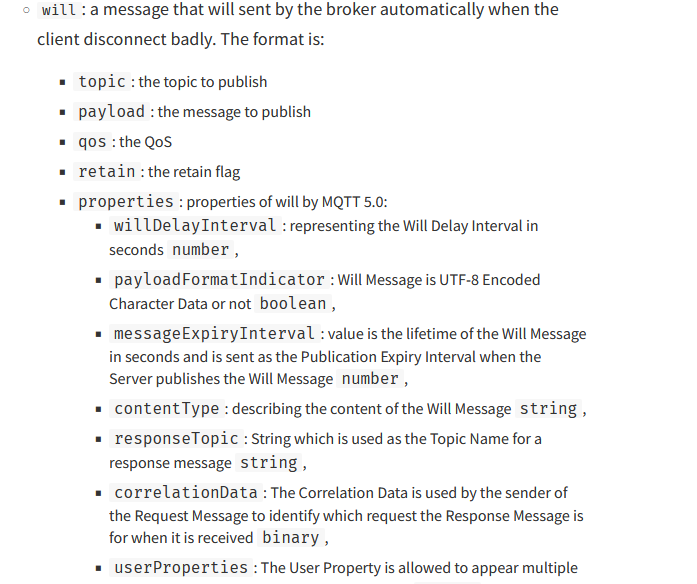 will : a message that will sent by the broker automatically when the
client disconnect badly. The format is:
topic : the topic to publish
payload : the message to publish
qos : the QoS
retain : the retain flag
properties : properties of will by MQTT 5.0:
willDelayInterval : representing the Will Delay Interval in
seconds number ,
payloadFormatIndicator : Will Message is UTF-8 Encoded
Character Data or not boolean ,
messageExpiryInterval : value is the lifetime of the Will Message
in seconds and is sent as the Publication Expiry Interval when the
Server publishes the Will Message number ,
contentType : describing the content of the Will Message string ,
responseTopic : String which is used as the Topic Name for a
response message string ,
correlationData : The Correlation Data is used by the sender of
the Request Message to identify which request the Response Message is
for when it is received binary ,
userProperties : The User Property is allowed to appear multiple